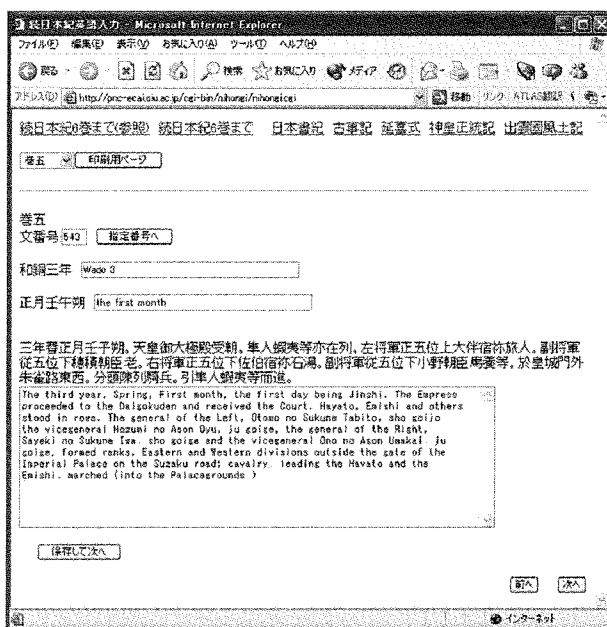 続日本紀英語入力 - Microsoft Internet Explorer
ファイル(F) 編集(E) 表示(V) お気に入り(A) ツール(T) ヘルプ(H)
戻る 検索 お気に入り メディア
アドレス(D) 移動 リンク
続日本紀6巻まで(参照) 続日本紀6巻まで 日本書紀 古事記 延喜式 神皇正統記 出雲國風土記
巻五 印刷用ページ
巻五
文番号 543 指定番号へ
和銅三年 Wado 3
正月壬午朔 the first month
三年春正月壬子朔。天皇御大極殿受朝。隼人蝦夷等亦在列。左将軍正五位上大伴宿祢旅人。副将軍
従五位下穂積朝臣老。右将軍正五位下佐伯宿祢石湯。副将軍従五位下小野朝臣馬養等。於皇城門外
朱雀路東西。分頭陳列騎兵。引隼人蝦夷等而進。
The third year, Spring, First month, the first day being Jinshi. The Empress
proceeded to the Daigokuden and received the Court. Hayato, Emishi and others
stood in rows. The general of the Left, Otomo no Sukune Tabito, sho goijo
the vicegeneral Hozumi no Ason Oyu, ju goige, the general of the Right,
Sayeki no Sukune Iwa, sho goige and the vicegeneral Ono no Ason Umakai, ju
goige, formed ranks, Eastern and Western divisions outside the gate of the
Imperial Palace on the Suzaku road; cavalry, leading the Hayato and the
Emishi, marched (into the Palacegrounds )
保存して次へ
前へ 次へ
インターネット